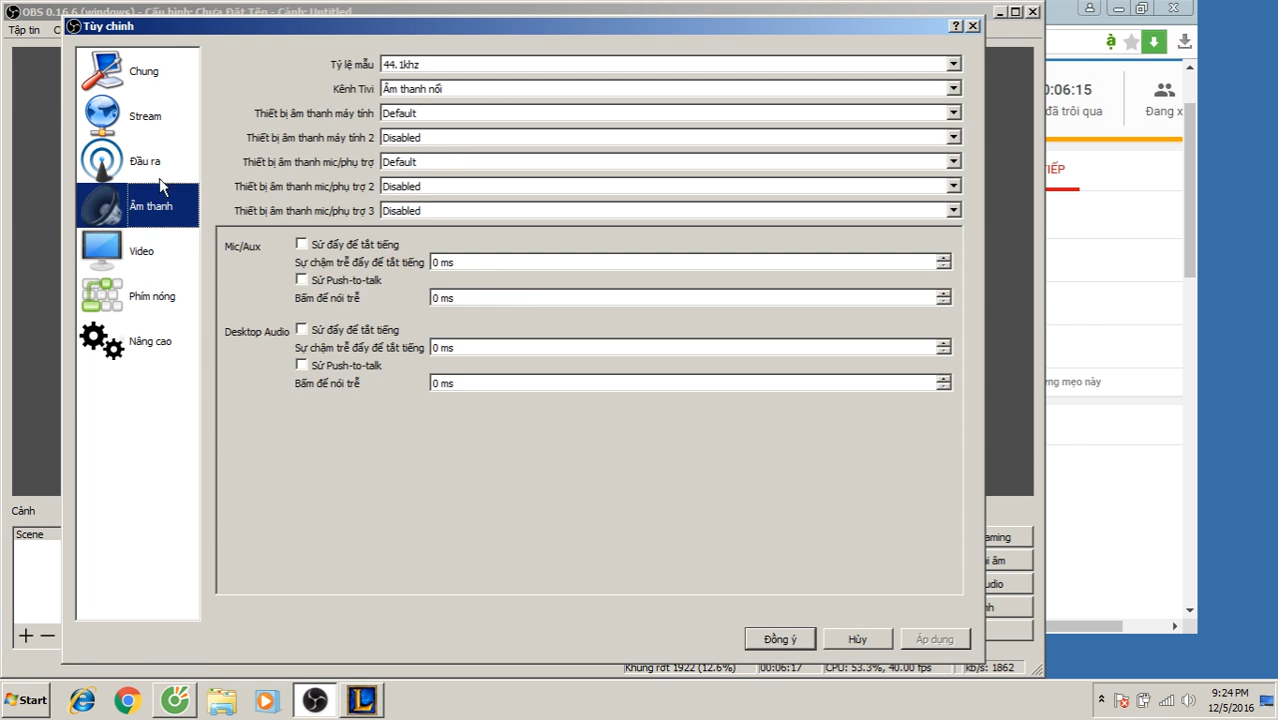 OBS 0.16.6 (windows) - Cấu hình: Chưa Đặt Tên - Cảnh: Untitled
Tập tin
Tùy chỉnh
Chung
Stream
Đầu ra
Âm thanh
Video
Phím nóng
Nâng cao
Tỷ lệ mẫu 44.1khz
Kênh Tivi Âm thanh nổi
Thiết bị âm thanh máy tính Default
Thiết bị âm thanh máy tính 2 Disabled
Thiết bị âm thanh mic/phụ trợ Default
Thiết bị âm thanh mic/phụ trợ 2 Disabled
Thiết bị âm thanh mic/phụ trợ 3 Disabled
Mic/Aux
Sử đẩy để tắt tiếng
Sự chậm trễ đẩy để tắt tiếng 0 ms
Sử Push-to-talk
Bấm để nói trễ 0 ms
Desktop Audio
Sử đẩy để tắt tiếng
Sự chậm trễ đẩy để tắt tiếng 0 ms
Sử Push-to-talk
Bấm để nói trễ 0 ms
Đồng ý
Hủy
Áp dụng
Cảnh
Scene
aming
i âm
udio
nh
Khung rớt 1922 (12.6%) 00:06:17 CPU: 53.3%, 40.00 fps kb/s: 1862
0:06:15
đã trôi qua
Đang x
IẾP
ng mẹo này
Start
9:24 PM
12/5/2016